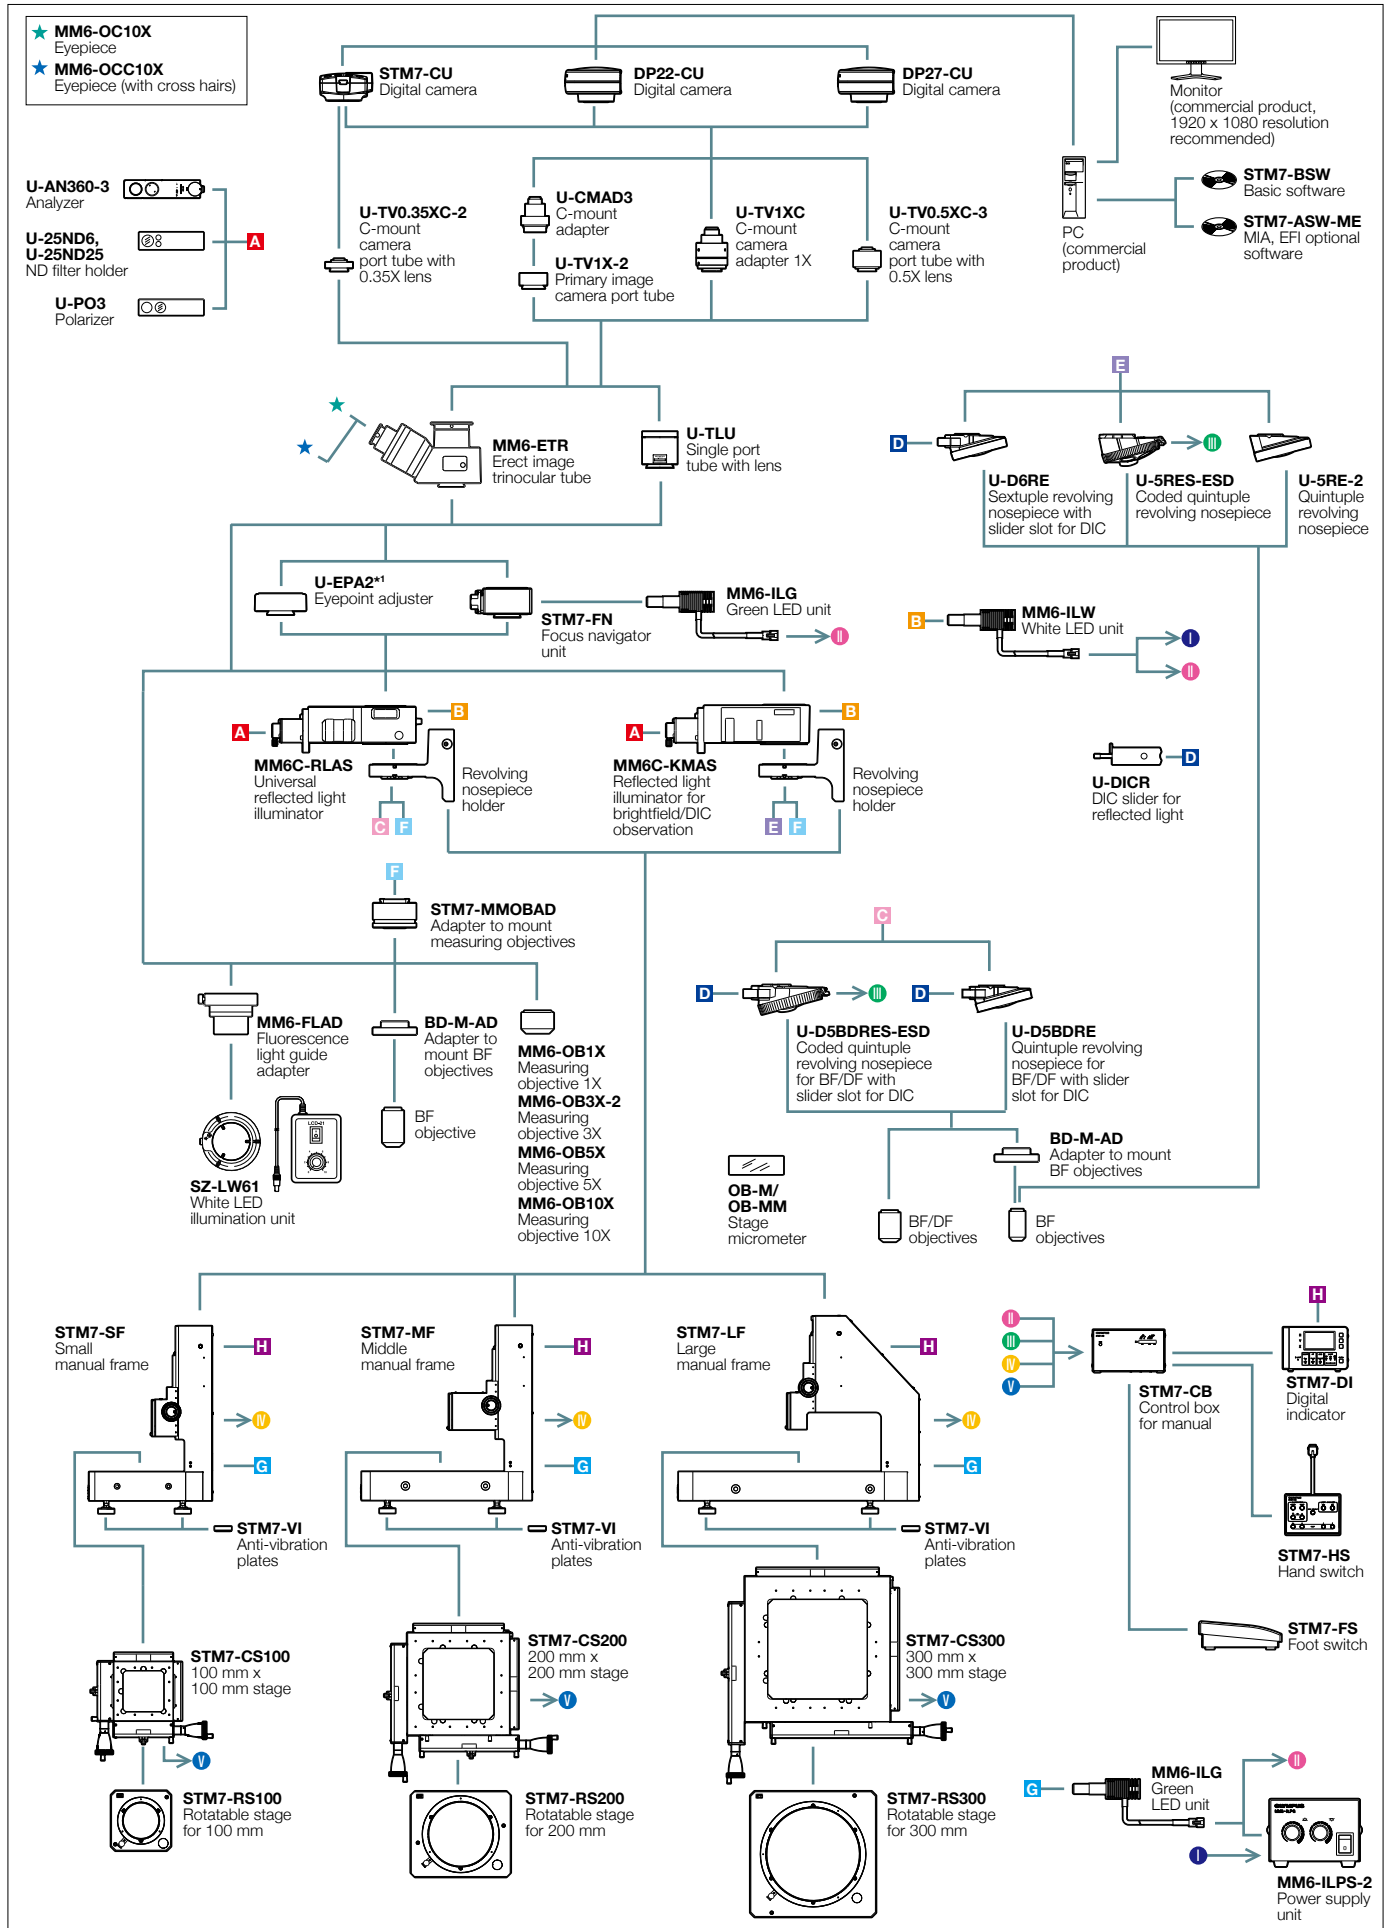 MM6-OC10X
Eyepiece
MM6-OCC10X
Eyepiece (with cross hairs)
STM7-CU
Digital camera
DP22-CU
Digital camera
DP27-CU
Digital camera
Monitor
(commercial product,
1920 x 1080 resolution
recommended)
U-AN360-3
Analyzer
U-25ND6,
U-25ND25
ND filter holder
U-PO3
Polarizer
A
U-TV0.35XC-2
C-mount
camera
port tube with
0.35X lens
U-CMAD3
C-mount
adapter
U-TV1X-2
Primary image
camera port tube
U-TV1XC
C-mount
camera
adapter 1X
U-TV0.5XC-3
C-mount
camera
port tube with
0.5X lens
PC
(commercial
product)
STM7-BSW
Basic software
STM7-ASW-ME
MIA, EFI optional
software
MM6-ETR
Erect image
trinocular tube
U-TLU
Single port
tube with lens
E
D
III
U-D6RE
Sextuple revolving
nosepiece with
slider slot for DIC
U-5RES-ESD
Coded quintuple
revolving nosepiece
U-5RE-2
Quintuple
revolving
nosepiece
U-EPA2*1
Eyepoint adjuster
STM7-FN
Focus navigator
unit
MM6-ILG
Green LED unit
II
B
MM6-ILW
White LED unit
I
II
A
B
MM6C-RLAS
Universal
reflected light
illuminator
Revolving
nosepiece
holder
C
F
A
B
MM6C-KMAS
Reflected light
illuminator for
brightfield/DIC
observation
Revolving
nosepiece
holder
E
F
D
U-DICR
DIC slider for
reflected light
F
STM7-MMOBAD
Adapter to mount
measuring objectives
MM6-FLAD
Fluorescence
light guide
adapter
BD-M-AD
Adapter to
mount BF
objectives
BF
objective
MM6-OB1X
Measuring
objective 1X
MM6-OB3X-2
Measuring
objective 3X
MM6-OB5X
Measuring
objective 5X
MM6-OB10X
Measuring
objective 10X
SZ-LW61
White LED
illumination unit
C
D
III
D
U-D5BDRES-ESD
Coded quintuple
revolving nosepiece
for BF/DF with
slider slot for DIC
U-D5BDRE
Quintuple revolving
nosepiece for
BF/DF with slider
slot for DIC
BD-M-AD
Adapter to mount
BF objectives
OB-M/
OB-MM
Stage
micrometer
BF/DF
objectives
BF
objectives
STM7-SF
Small
manual frame
H
IV
G
STM7-MF
Middle
manual frame
H
IV
G
STM7-LF
Large
manual frame
H
IV
G
II
III
IV
V
STM7-CB
Control box
for manual
H
STM7-DI
Digital
indicator
STM7-HS
Hand switch
STM7-FS
Foot switch
STM7-VI
Anti-vibration
plates
STM7-VI
Anti-vibration
plates
STM7-VI
Anti-vibration
plates
STM7-CS100
100 mm x
100 mm stage
V
STM7-CS200
200 mm x
200 mm stage
V
STM7-CS300
300 mm x
300 mm stage
V
STM7-RS100
Rotatable stage
for 100 mm
STM7-RS200
Rotatable stage
for 200 mm
STM7-RS300
Rotatable stage
for 300 mm
G
MM6-ILG
Green
LED unit
II
I
MM6-ILPS-2
Power supply
unit